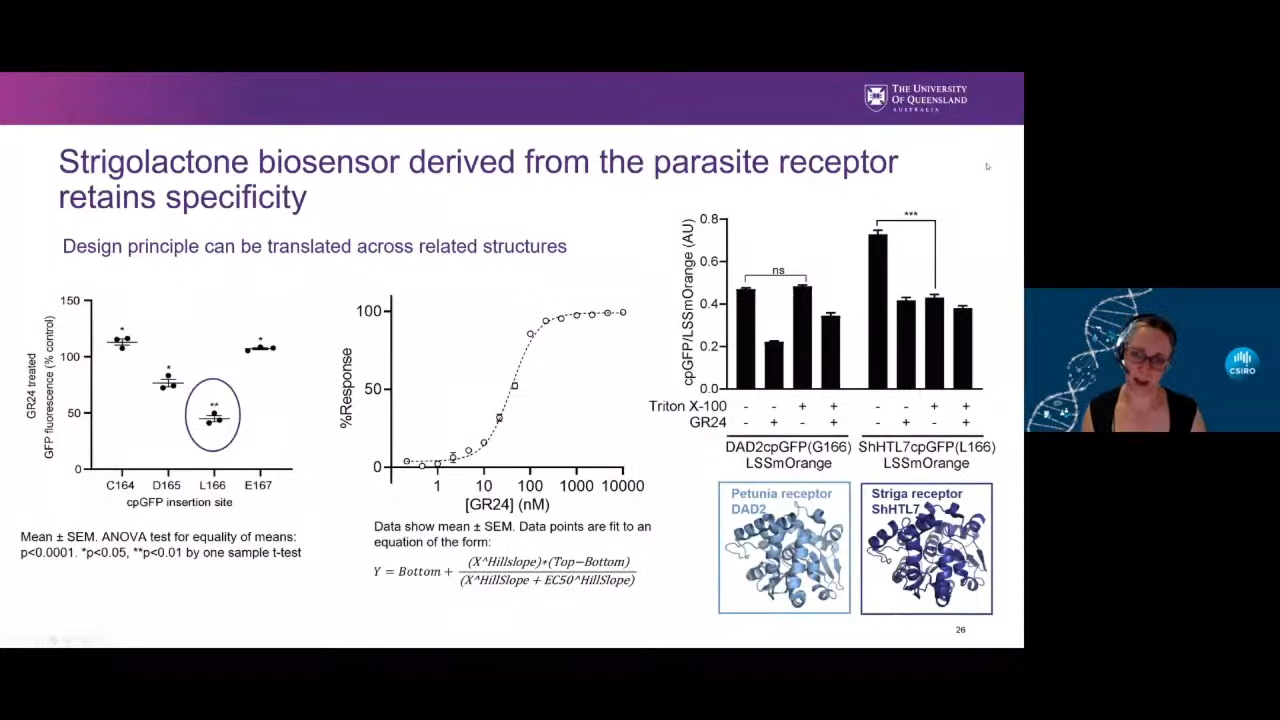 THE UNIVERSITY
OF QUEENSLAND
AUSTRALIA
Strigolactone biosensor derived from the parasite receptor
retains specificity
Design principle can be translated across related structures
GR24 treated
GFP fluorescence (% control)
150
100
50
0
*
*
**
*
C164 D165 L166 E167
cpGFP insertion site
Mean ± SEM. ANOVA test for equality of means:
p<0.0001. *p<0.05, **p<0.01 by one sample t-test
%Response
100
50
0
1 10 100 1000 10000
[GR24] (nM)
Data show mean ± SEM. Data points are fit to an
equation of the form:
Y = Bottom + (X^Hillslope)*(Top−Bottom)
(X^HillSlope + EC50^HillSlope)
cpGFP/LSSmOrange (AU)
0.8
0.6
0.4
0.2
0.0
ns
***
Triton X-100 - - + + - - + +
GR24 - + - + - + - +
DAD2cpGFP(G166) ShHTL7cpGFP(L166)
LSSmOrange LSSmOrange
Petunia receptor
DAD2
Striga receptor
ShHTL7
26
CSIRO